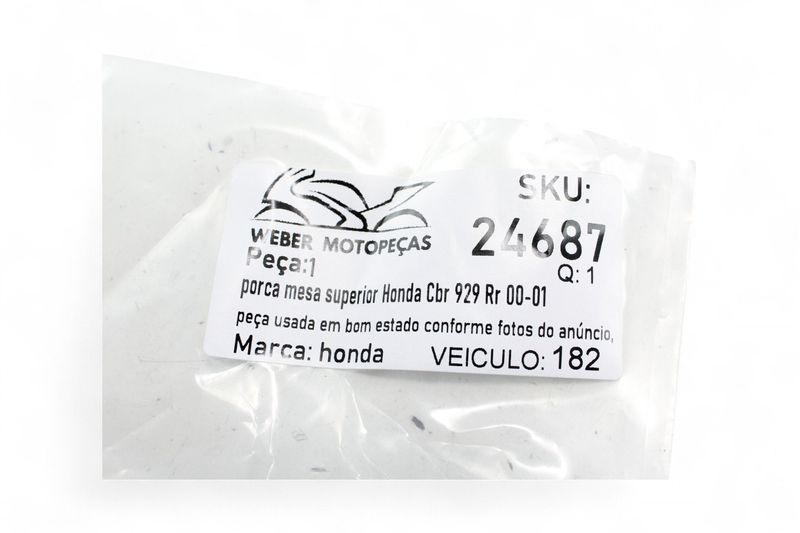 WEBER MOTOPEÇAS
SKU:
24687
Q: 1
Peça:1
porca mesa superior Honda Cbr 929 Rr 00-01
peça usada em bom estado conforme fotos do anúncio,
Marca: honda
VEICULO: 182